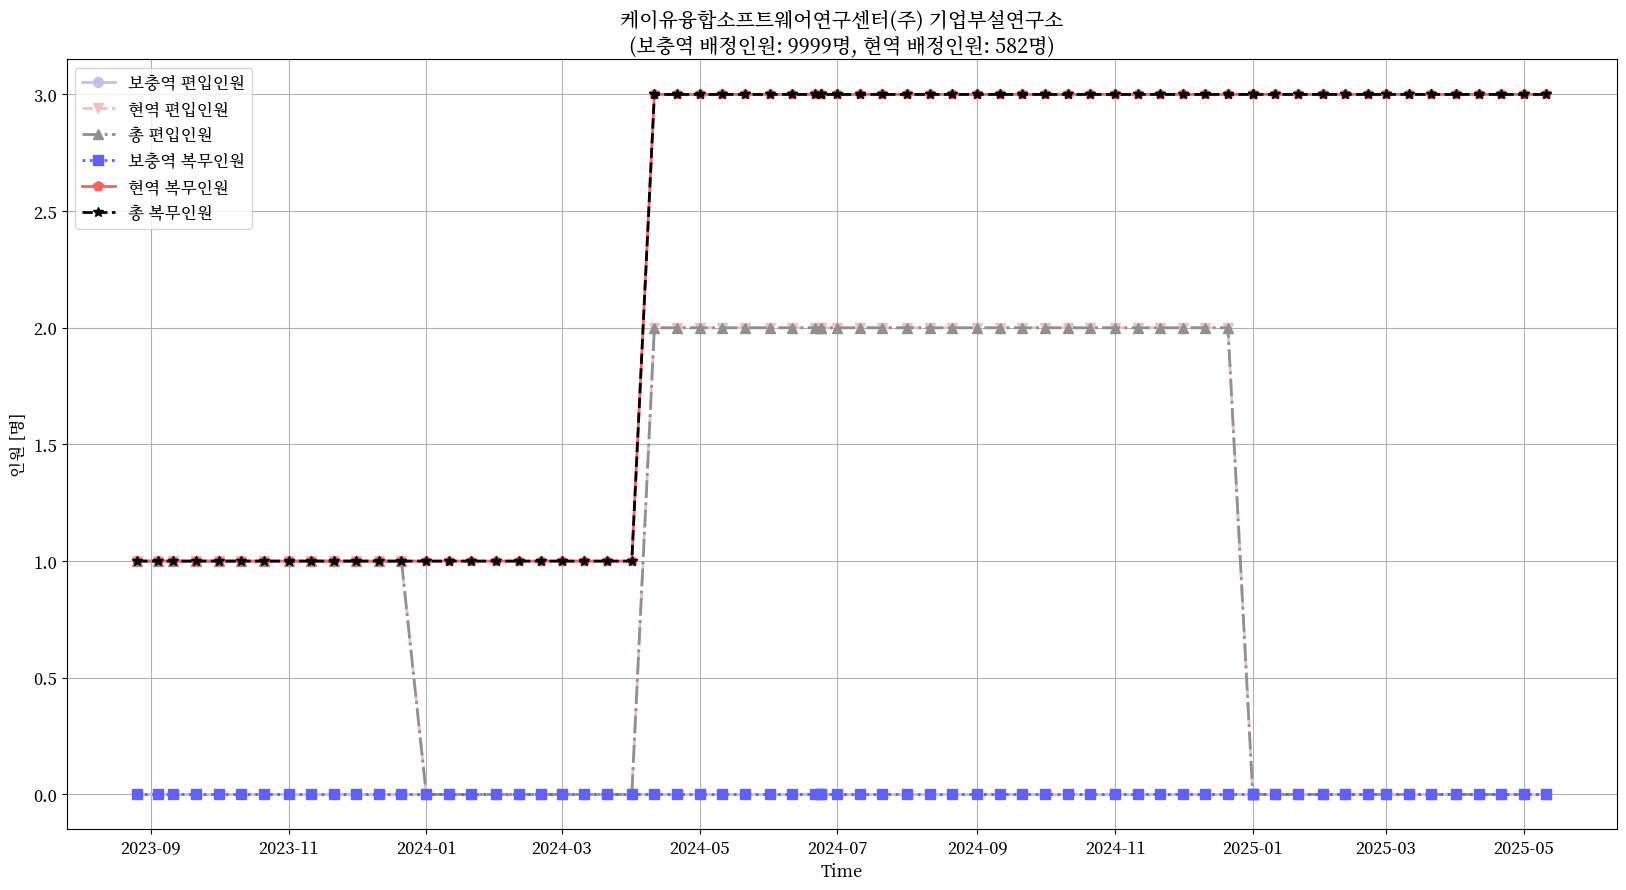 케이유융합소프트웨어연구센터(주) 기업부설연구소
(보충역 배정인원: 9999명, 현역 배정인원: 582명)
보충역 편입인원
현역 편입인원
총 편입인원
보충역 복무인원
현역 복무인원
총 복무인원
3.0
2.5
2.0
1.5
1.0
0.5
0.0
인원 [명]
2023-09
2023-11
2024-01
2024-03
2024-05
2024-07
2024-09
2024-11
2025-01
2025-03
2025-05
Time